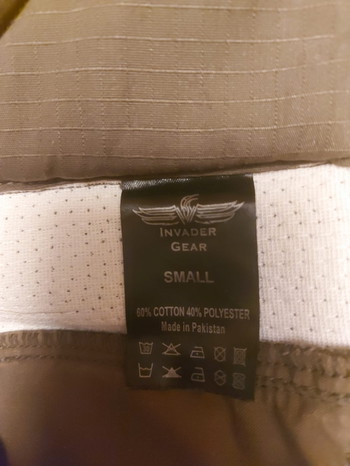 INVADER
GEAR
SMALL
60% COTTON 40% POLYESTER
Made in Pakistan